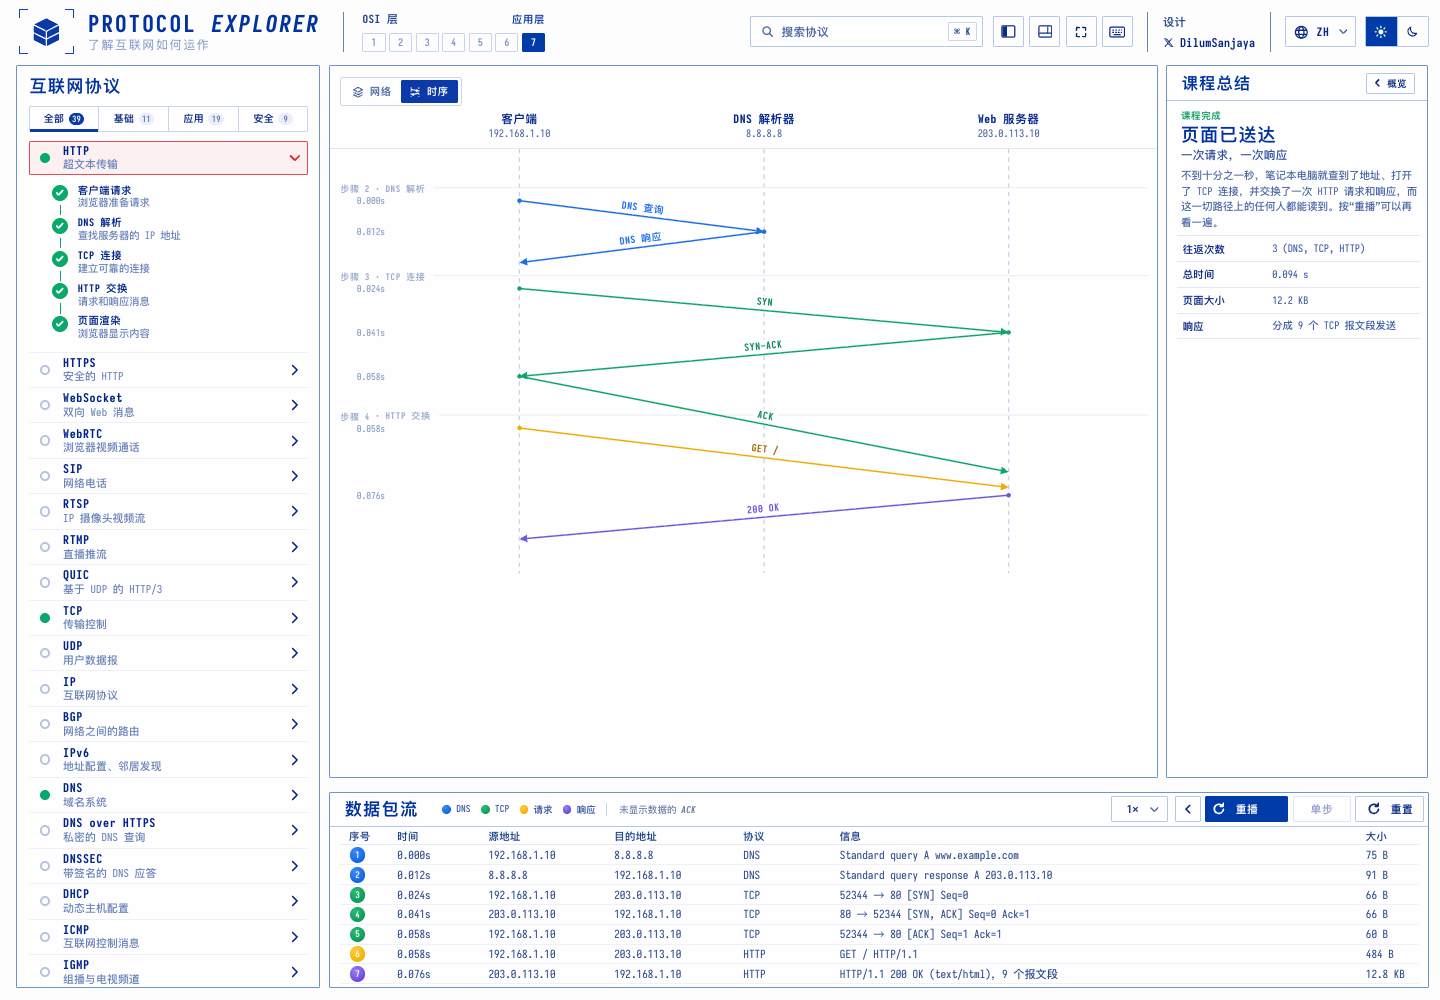 PROTOCOL EXPLORER
了解互联网如何运作
OSI 层
应用层
1 2 3 4 5 6 7
搜索协议
⌘ K
设计
𝕏 DilumSanjaya
ZH
互联网协议
全部 39
基础 11
应用 19
安全 9
HTTP
超文本传输
客户端请求
浏览器准备请求
DNS 解析
查找服务器的 IP 地址
TCP 连接
建立可靠的连接
HTTP 交换
请求和响应消息
页面渲染
浏览器显示内容
HTTPS
安全的 HTTP
WebSocket
双向 Web 消息
WebRTC
浏览器视频通话
SIP
网络电话
RTSP
IP 摄像头视频流
RTMP
直播推流
QUIC
基于 UDP 的 HTTP/3
TCP
传输控制
UDP
用户数据报
IP
互联网协议
BGP
网络之间的路由
IPv6
地址配置、邻居发现
DNS
域名系统
DNS over HTTPS
私密的 DNS 查询
DNSSEC
带签名的 DNS 应答
DHCP
动态主机配置
ICMP
互联网控制消息
IGMP
组播与电视频道
网络
时序
客户端
192.168.1.10
DNS 解析器
8.8.8.8
Web 服务器
203.0.113.10
步骤 2 · DNS 解析
0.000s
DNS 查询
0.012s
DNS 响应
步骤 3 · TCP 连接
0.024s
SYN
0.041s
SYN-ACK
0.058s
ACK
步骤 4 · HTTP 交换
0.058s
GET /
0.076s
200 OK
课程总结
概览
课程完成
页面已送达
一次请求，一次响应
不到十分之一秒，笔记本电脑就查到了地址、打开
了 TCP 连接，并交换了一次 HTTP 请求和响应，而
这一切路径上的任何人都能读到。按“重播”可以再
看一遍。
往返次数 3 (DNS, TCP, HTTP)
总时间 0.094 s
页面大小 12.2 KB
响应 分成 9 个 TCP 报文段发送
数据包流
DNS
TCP
请求
响应
未显示数据的 ACK
1×
重播
单步
重置
序号 时间 源地址 目的地址 协议 信息 大小
1 0.000s 192.168.1.10 8.8.8.8 DNS Standard query A www.example.com 75 B
2 0.012s 8.8.8.8 192.168.1.10 DNS Standard query response A 203.0.113.10 91 B
3 0.024s 192.168.1.10 203.0.113.10 TCP 52344 → 80 [SYN] Seq=0 66 B
4 0.041s 203.0.113.10 192.168.1.10 TCP 80 → 52344 [SYN, ACK] Seq=0 Ack=1 66 B
5 0.058s 192.168.1.10 203.0.113.10 TCP 52344 → 80 [ACK] Seq=1 Ack=1 60 B
6 0.058s 192.168.1.10 203.0.113.10 HTTP GET / HTTP/1.1 484 B
7 0.076s 203.0.113.10 192.168.1.10 HTTP HTTP/1.1 200 OK (text/html)，9 个报文段 12.8 KB